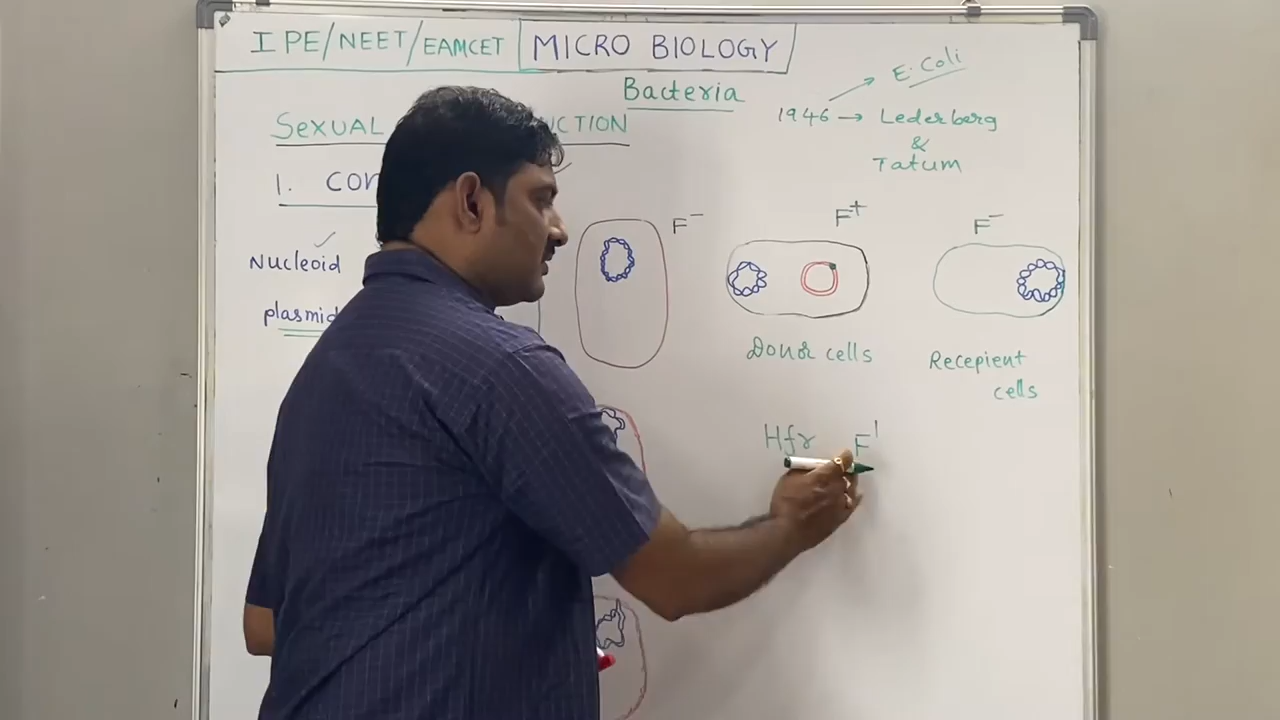 IPE/NEET/EAMCET MICRO BIOLOGY
Bacteria
E. Coli
1946 → Lederberg
&
Tatum
SEXUAL UCTION
1. CON
F⁻
F⁺
F⁻
Nucleoid
plasmid
Donor cells
Recepient
cells
Hfr F'